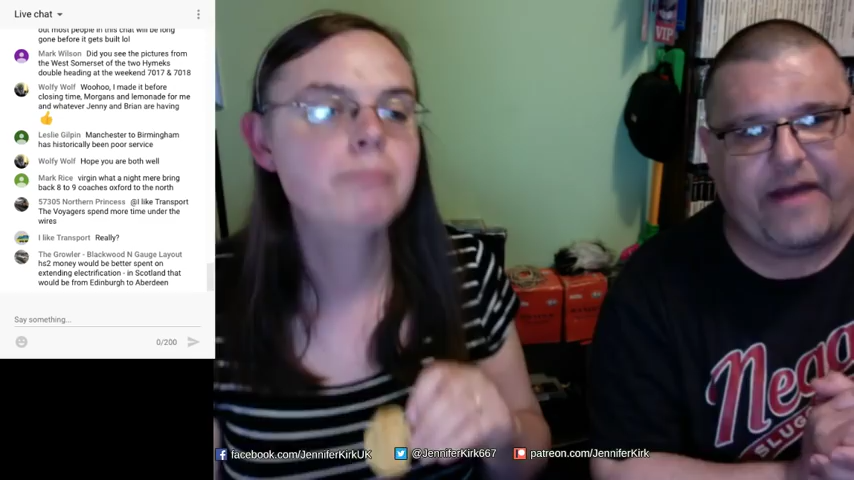 Live chat
but most people in this chat will be long
gone before it gets built lol
Mark Wilson Did you see the pictures from
the West Somerset of the two Hymeks
double heading at the weekend 7017 & 7018
Wolfy Wolf Woohoo, I made it before
closing time, Morgans and lemonade for me
and whatever Jenny and Brian are having
👍
Leslie Gilpin Manchester to Birmingham
has historically been poor service
Wolfy Wolf Hope you are both well
Mark Rice virgin what a night mere bring
back 8 to 9 coaches oxford to the north
57305 Northern Princess @I like Transport
The Voyagers spend more time under the
wires
I like Transport Really?
The Growler - Blackwood N Gauge Layout
hs2 money would be better spent on
extending electrification - in Scotland that
would be from Edinburgh to Aberdeen
Say something...
0/200
VIP
SLUG
facebook.com/JenniferKirkUK
@JenniferKirk667
patreon.com/JenniferKirk